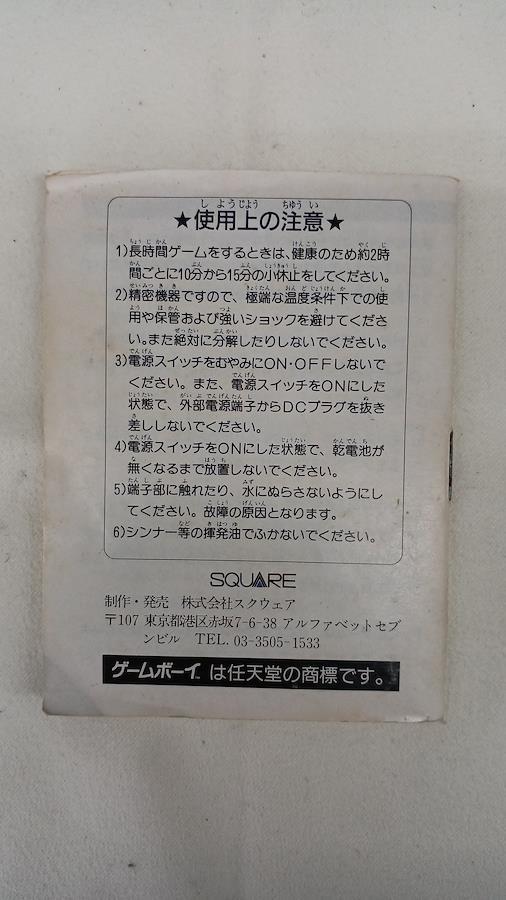 ★使用上の注意★
1)長時間ゲームをするときは、健康のため約2時
間ごとに10分から15分の小休止をしてください。
2)精密機器ですので、極端な温度条件下での使
用や保管および強いショックを避けてくださ
い。また絶対に分解したりしないでください。
3)電源スイッチをむやみにON・OFFしないで
ください。また、電源スイッチをONにした
状態で、外部電源端子からDCプラグを抜き
差ししないでください。
4)電源スイッチをONにした状態で、乾電池が
無くなるまで放置しないでください。
5)端子部に触れたり、水にぬらさないようにし
てください。故障の原因となります。
6)シンナー等の揮発油でふかないでください。
SQUARE
制作・発売 株式会社スクウェア
〒107 東京都港区赤坂7-6-38 アルファベットセブ
ンビル TEL. 03-3505-1533
ゲームボーイ は任天堂の商標です。